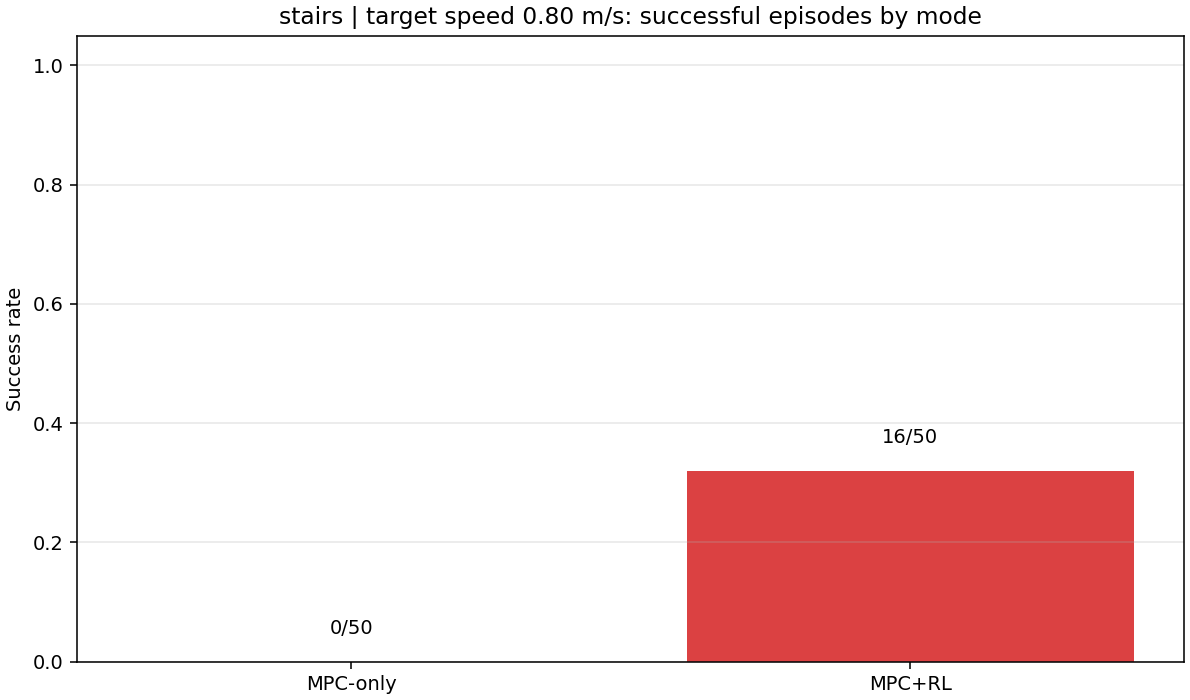 stairs | target speed 0.80 m/s: successful episodes by mode
Success rate
1.0
0.8
0.6
0.4
0.2
0.0
16/50
0/50
MPC-only
MPC+RL